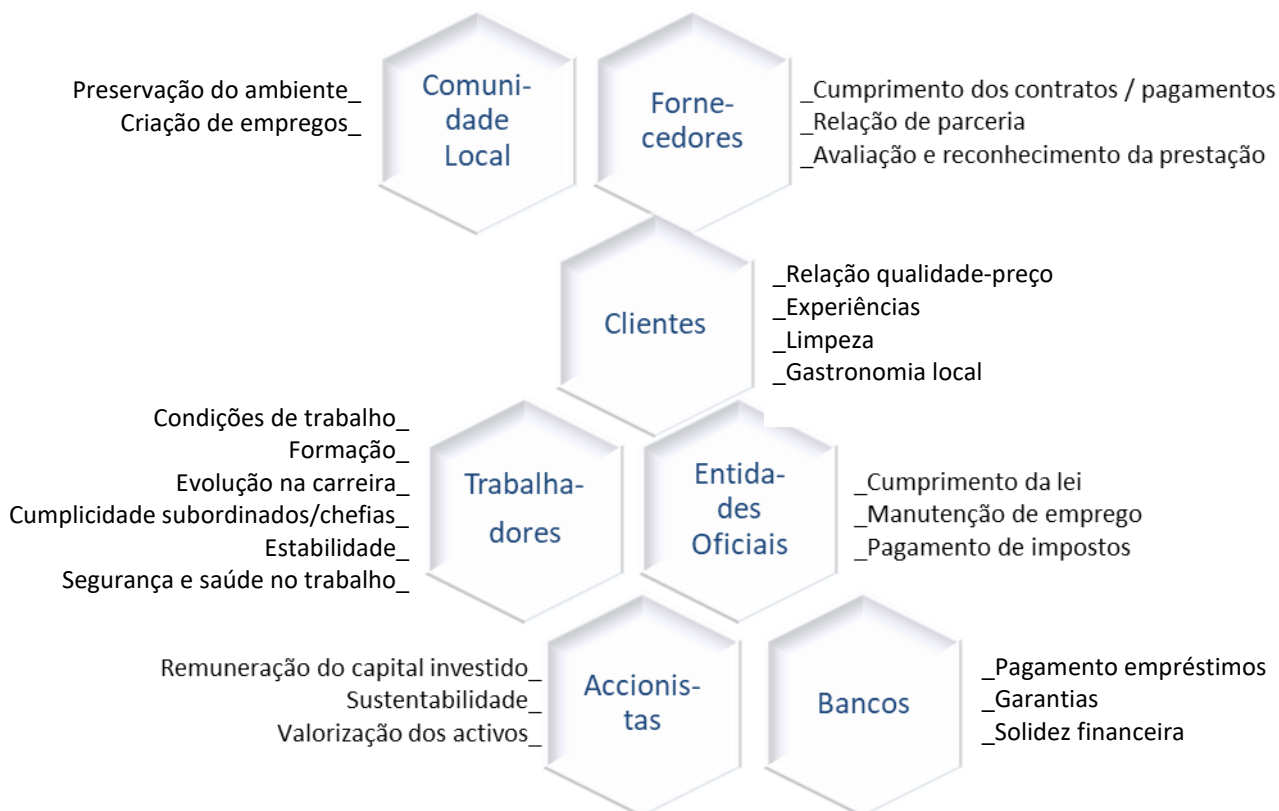 Preservação do ambiente_
Criação de empregos_
Comuni-
dade
Local
Forne-
cedores
_Cumprimento dos contratos / pagamentos
_Relação de parceria
_Avaliação e reconhecimento da prestação
Clientes
_Relação qualidade-preço
_Experiências
_Limpeza
_Gastronomia local
Condições de trabalho_
Formação_
Evolução na carreira_
Cumplicidade subordinados/chefias_
Estabilidade_
Segurança e saúde no trabalho_
Trabalha-
dores
Entida-
des
Oficiais
_Cumprimento da lei
_Manutenção de emprego
_Pagamento de impostos
Remuneração do capital investido_
Sustentabilidade_
Valorização dos activos_
Accionis-
tas
Bancos
_Pagamento empréstimos
_Garantias
_Solidez financeira